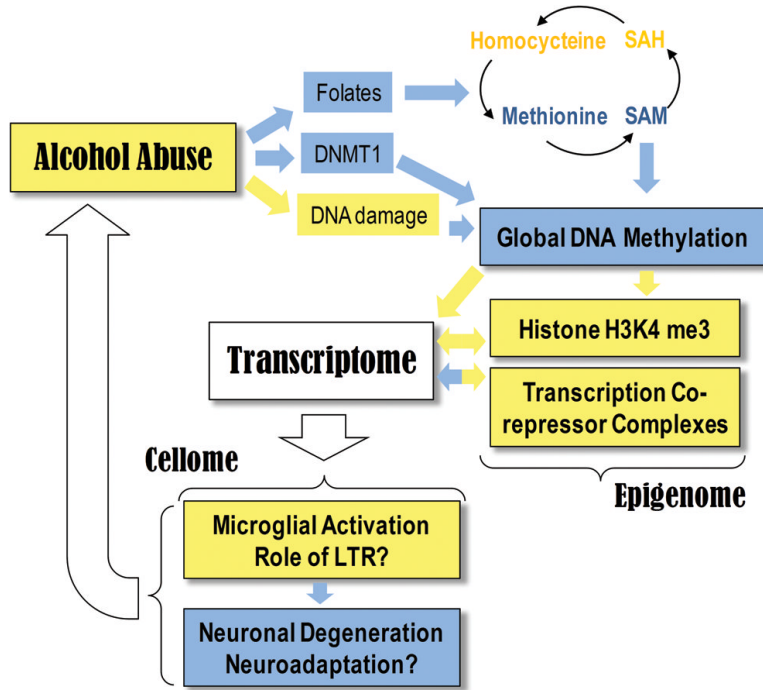 Homocycteine SAH
Folates
Methionine SAM
Alcohol Abuse
DNMT1
DNA damage
Global DNA Methylation
Histone H3K4 me3
Transcriptome
Transcription Co-
repressor Complexes
Cellome
Epigenome
Microglial Activation
Role of LTR?
Neuronal Degeneration
Neuroadaptation?